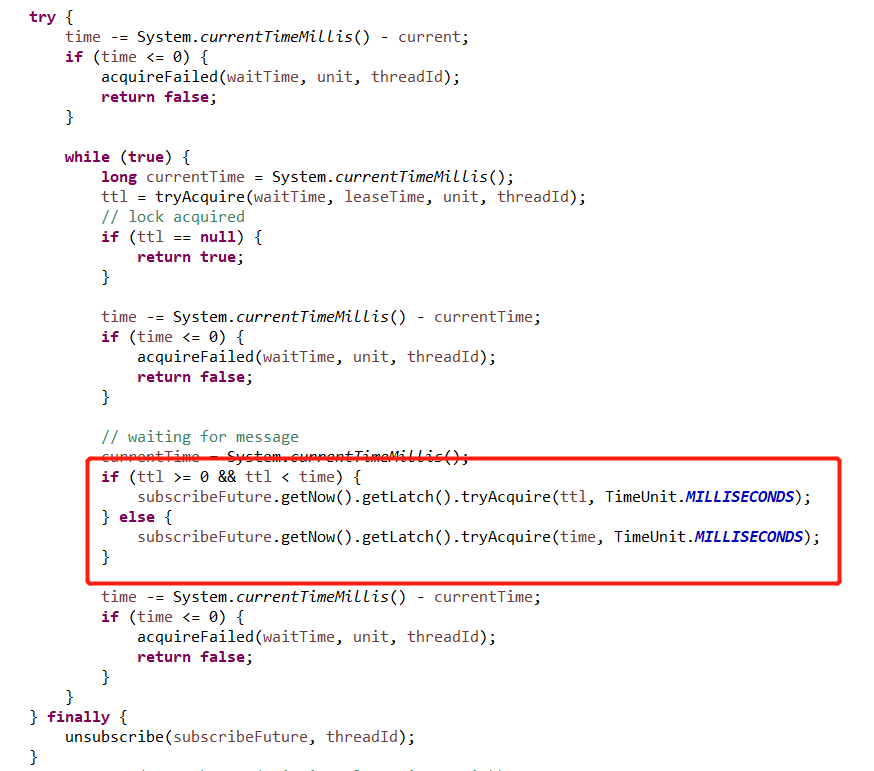 try {
time -= System.currentTimeMillis() - current;
if (time <= 0) {
acquireFailed(waitTime, unit, threadId);
return false;
}
while (true) {
long currentTime = System.currentTimeMillis();
ttl = tryAcquire(waitTime, leaseTime, unit, threadId);
// lock acquired
if (ttl == null) {
return true;
}
time -= System.currentTimeMillis() - currentTime;
if (time <= 0) {
acquireFailed(waitTime, unit, threadId);
return false;
}
// waiting for message
currentTime = System.currentTimeMillis();
if (ttl >= 0 && ttl < time) {
subscribeFuture.getNow().getLatch().tryAcquire(ttl, TimeUnit.MILLISECONDS);
} else {
subscribeFuture.getNow().getLatch().tryAcquire(time, TimeUnit.MILLISECONDS);
}
time -= System.currentTimeMillis() - currentTime;
if (time <= 0) {
acquireFailed(waitTime, unit, threadId);
return false;
}
}
} finally {
unsubscribe(subscribeFuture, threadId);
}